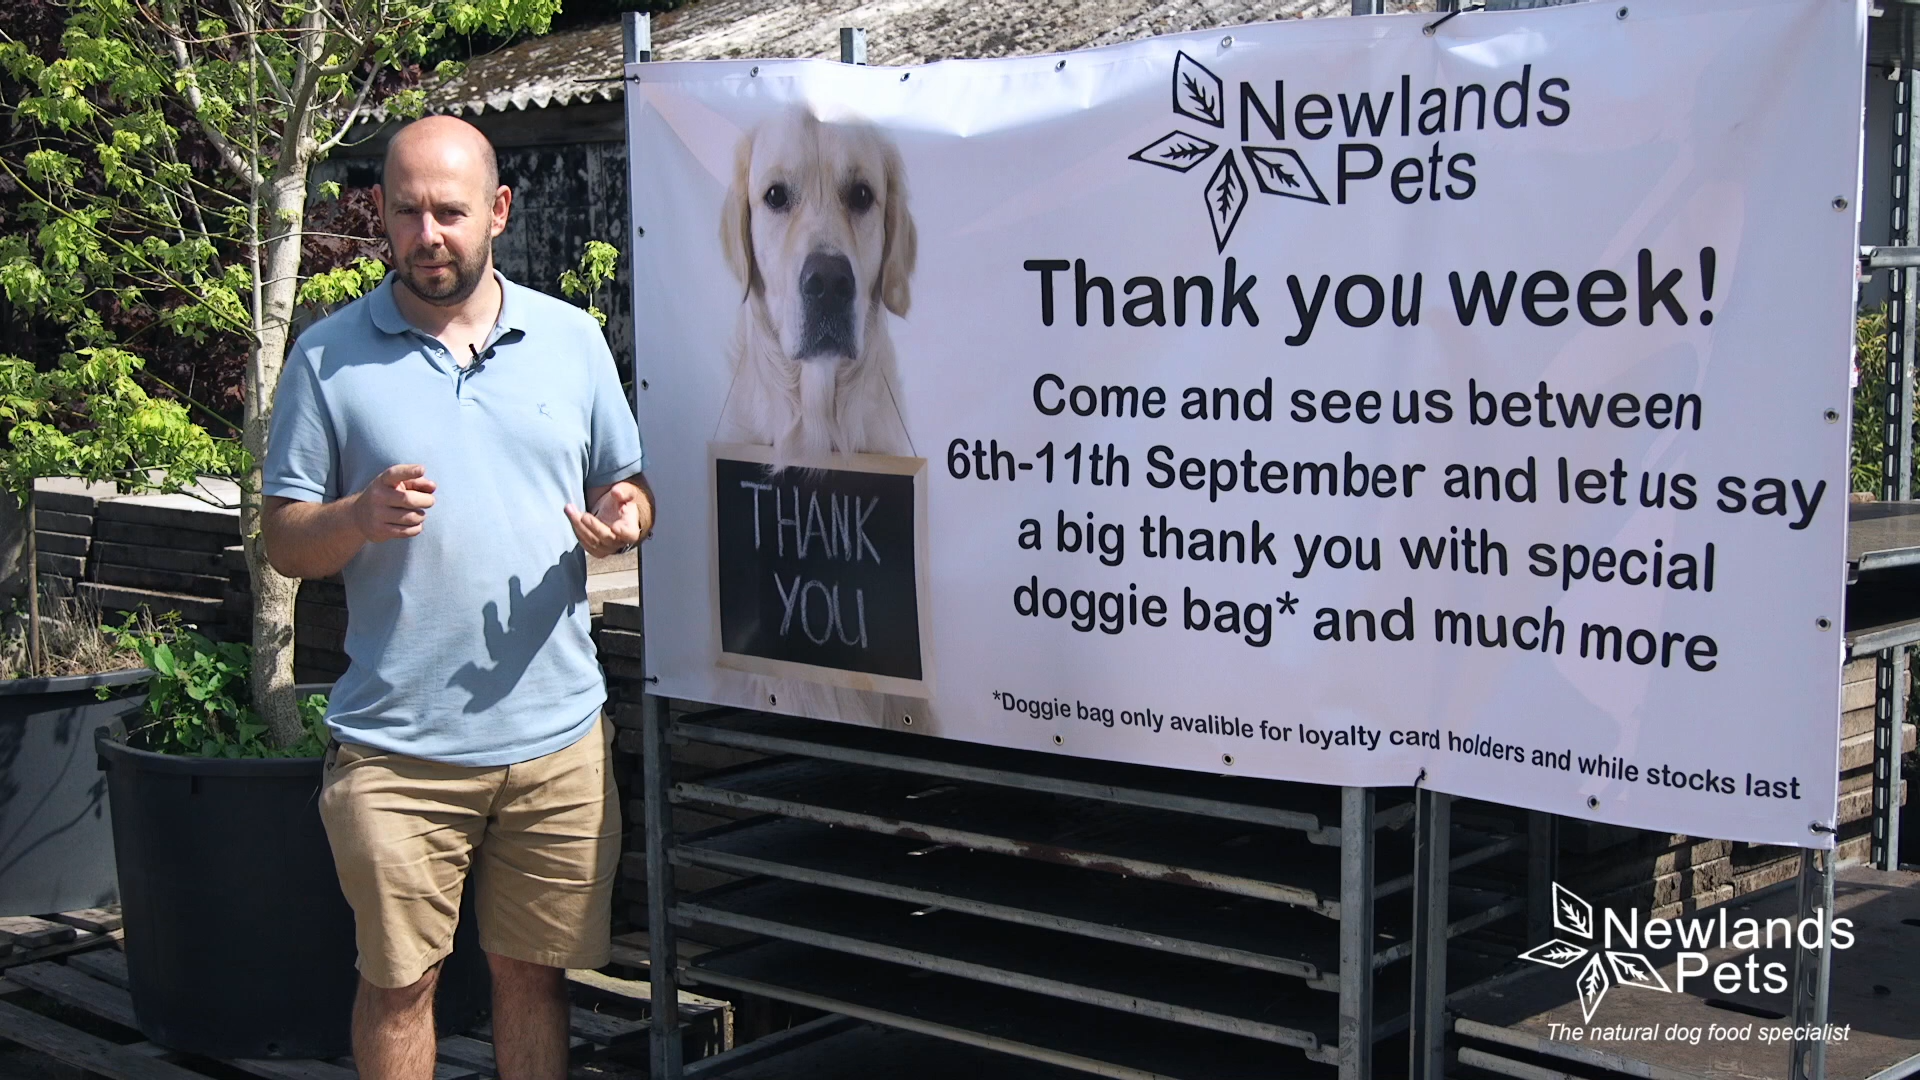 Newlands
Pets
Thank you week!
Come and see us between
6th-11th September and let us say
a big thank you with special
doggie bag* and much more
*Doggie bag only avalible for loyalty card holders and while stocks last
THANK
YOU
Newlands
Pets
The natural dog food specialist